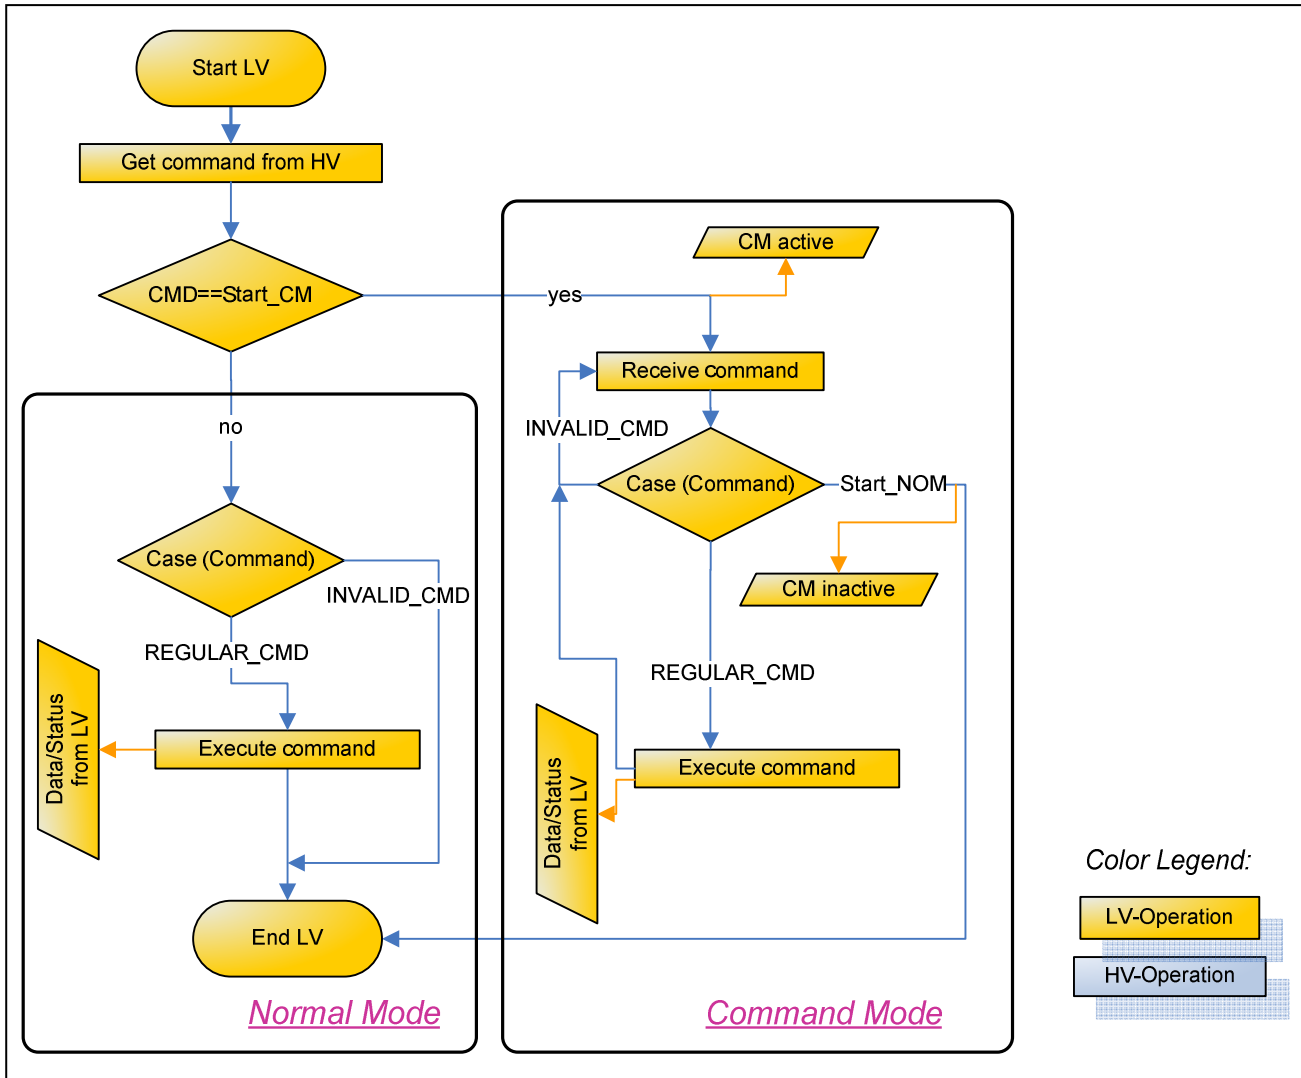 Start LV
Get command from HV
CMD==Start_CM
yes
CM active
Receive command
INVALID_CMD
Case (Command)
Start_NOM
CM inactive
REGULAR_CMD
Execute command
Data/Status
from LV
Command Mode
no
Case (Command)
INVALID_CMD
REGULAR_CMD
Execute command
Data/Status
from LV
End LV
Normal Mode
Color Legend:
LV-Operation
HV-Operation